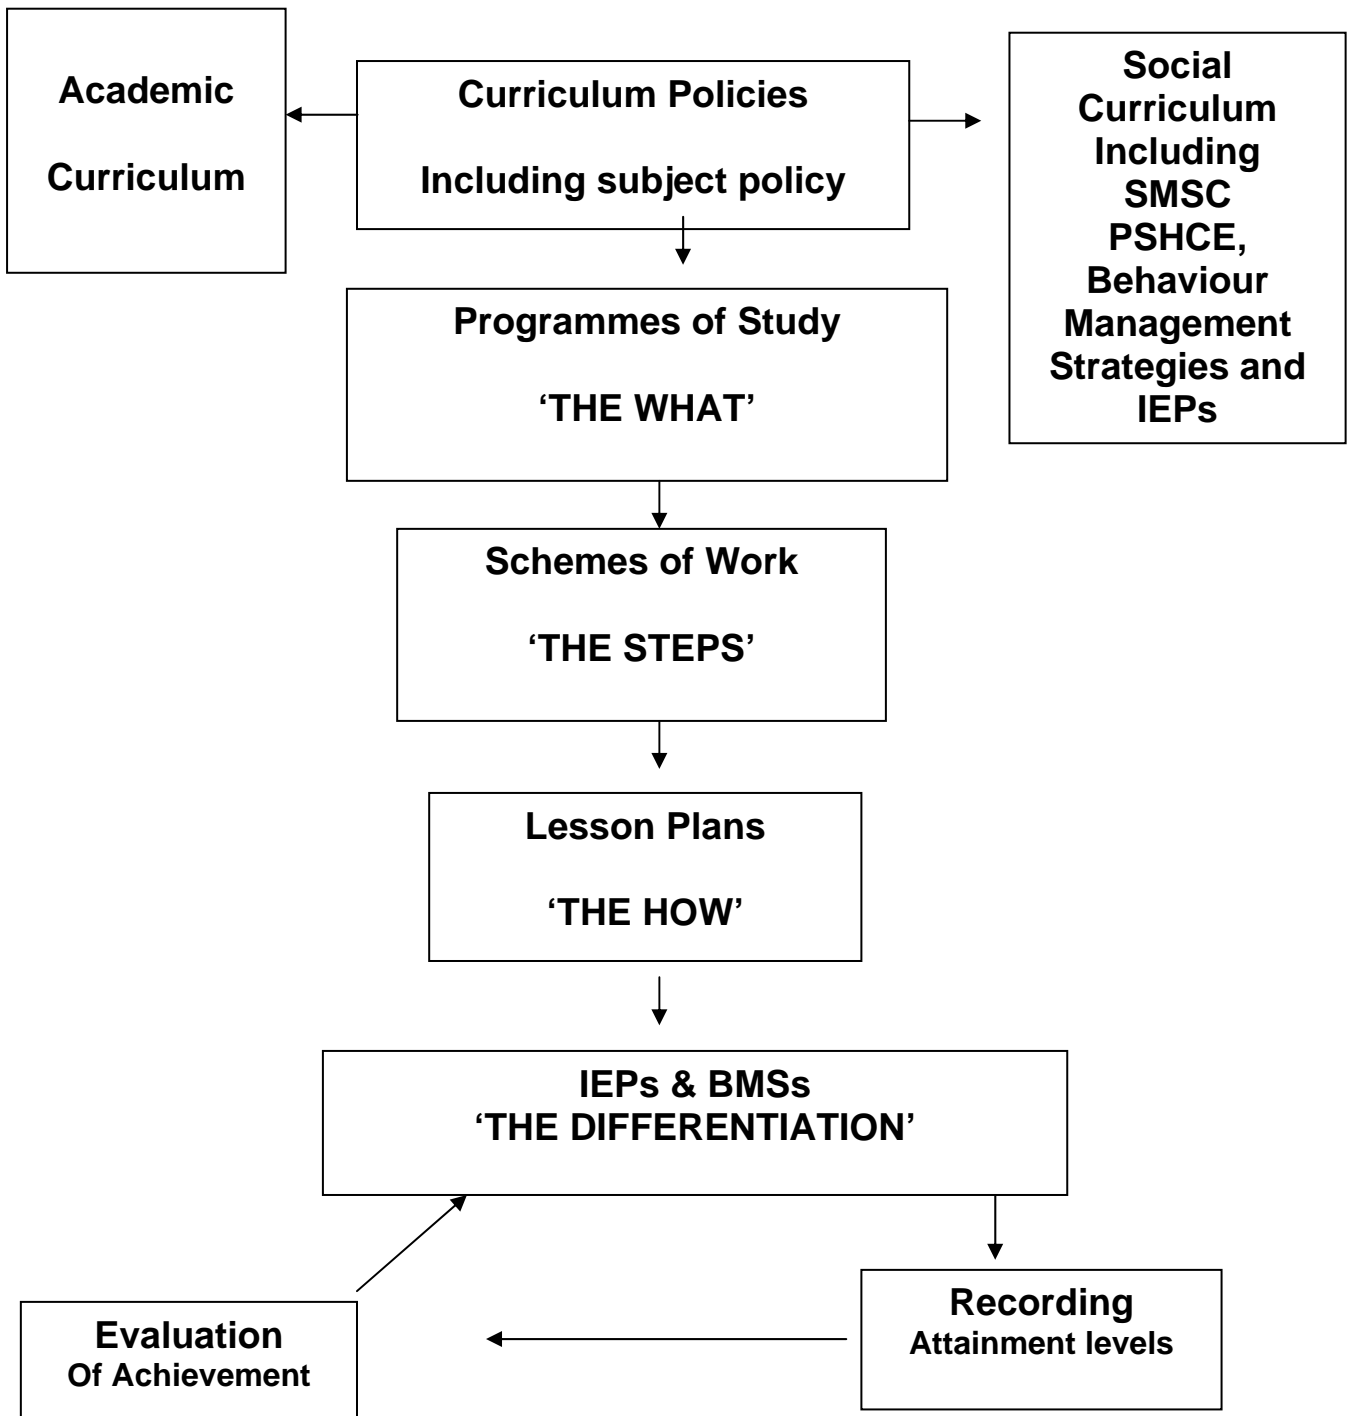 Academic
Curriculum
Curriculum Policies
Including subject policy
Social
Curriculum
Including
SMSC
PSHCE,
Behaviour
Management
Strategies and
IEPs
Programmes of Study
‘THE WHAT’
Schemes of Work
‘THE STEPS’
Lesson Plans
‘THE HOW’
IEPs & BMSs
‘THE DIFFERENTIATION’
Evaluation
Of Achievement
Recording
Attainment levels